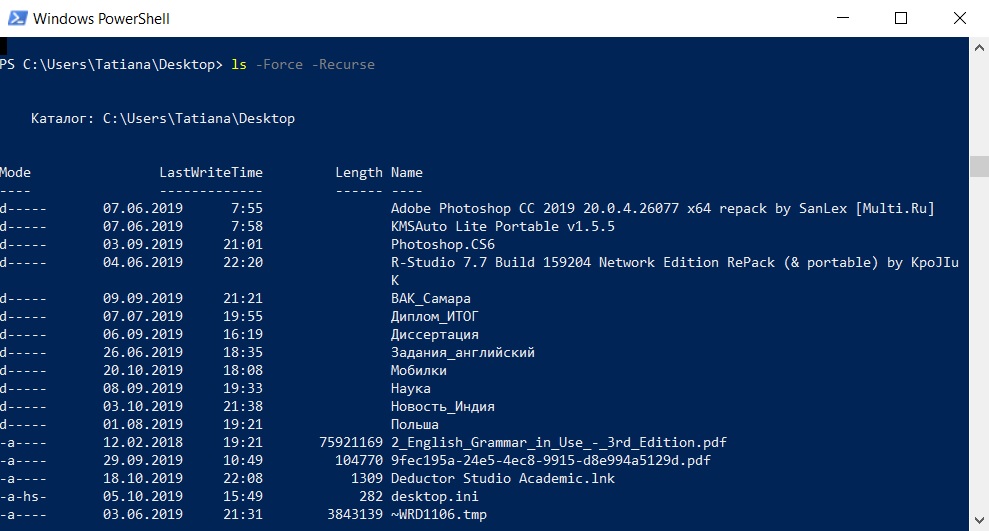 Windows PowerShell
PS C:\Users\Tatiana\Desktop> ls -Force -Recurse
Каталог: C:\Users\Tatiana\Desktop
Mode LastWriteTime Length Name
---- ------------- ------ ----
d----- 07.06.2019 7:55 Adobe Photoshop CC 2019 20.0.4.26077 x64 repack by SanLex [Multi.Ru]
d----- 07.06.2019 7:58 KMSAuto Lite Portable v1.5.5
d----- 03.09.2019 21:01 Photoshop.CS6
d----- 04.06.2019 22:20 R-Studio 7.7 Build 159204 Network Edition RePack (& portable) by KpoJIu
K
d----- 09.09.2019 21:21 ВАК_Самара
d----- 07.07.2019 19:55 Диплом_ИТОГ
d----- 06.09.2019 16:19 Диссертация
d----- 26.06.2019 18:35 Задания_английский
d----- 20.10.2019 18:08 Мобилки
d----- 08.09.2019 19:33 Наука
d----- 03.10.2019 21:38 Новость_Индия
d----- 01.08.2019 19:21 Польша
-a---- 12.02.2018 19:21 75921169 2_English_Grammar_in_Use_-_3rd_Edition.pdf
-a---- 29.09.2019 10:49 104770 9fec195a-24e5-4ec8-9915-d8e994a5129d.pdf
-a---- 18.10.2019 22:08 1309 Deductor Studio Academic.lnk
-a-hs- 05.10.2019 15:49 282 desktop.ini
-a---- 03.06.2019 21:31 3843139 ~WRD1106.tmp